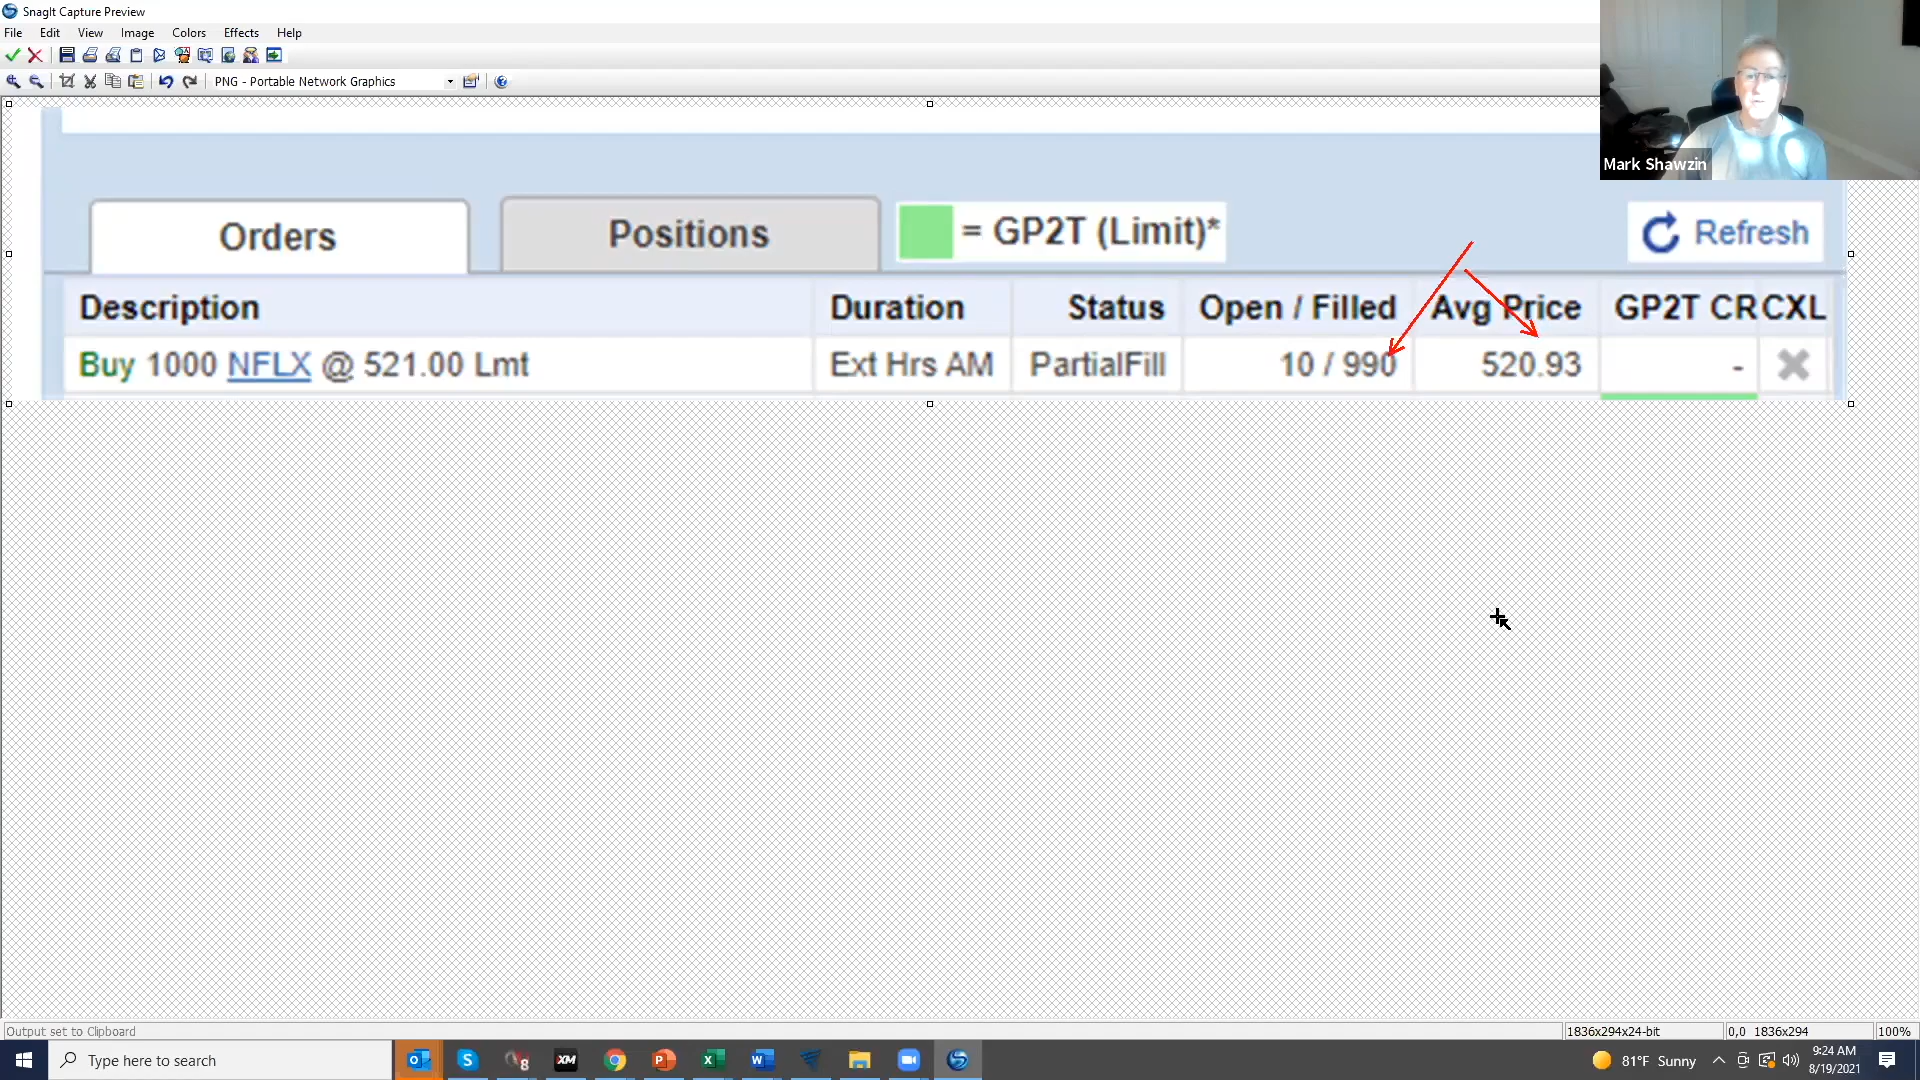 SnagIt Capture Preview
File Edit View Image Colors Effects Help
PNG - Portable Network Graphics
Mark Shawzin
Orders Positions = GP2T (Limit)* Refresh
Description Duration Status Open / Filled Avg Price GP2T CR CXL
Buy 1000 NFLX @ 521.00 Lmt Ext Hrs AM PartialFill 10 / 990 520.93 -
Output set to Clipboard 1836x294x24-bit 0,0 1836x294 100%
Type here to search 81°F Sunny 9:24 AM
8/19/2021